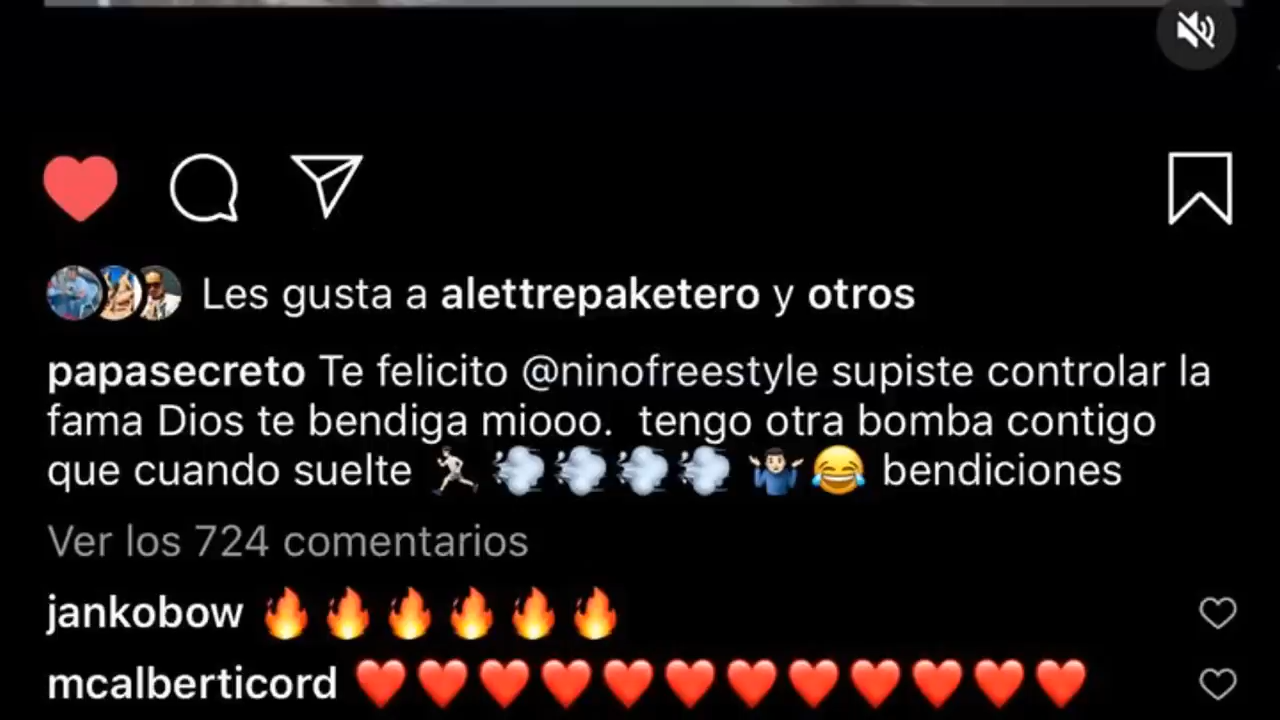 Les gusta a alettrepaketero y otros
papasecreto Te felicito @ninofreestyle supiste controlar la
fama Dios te bendiga miooo. tengo otra bomba contigo
que cuando suelte 🏃🏻💨💨💨💨 🤷🏻‍♂️😂 bendiciones
Ver los 724 comentarios
jankobow 🔥🔥🔥🔥🔥🔥
mcalberticord ❤️❤️❤️❤️❤️❤️❤️❤️❤️❤️❤️❤️